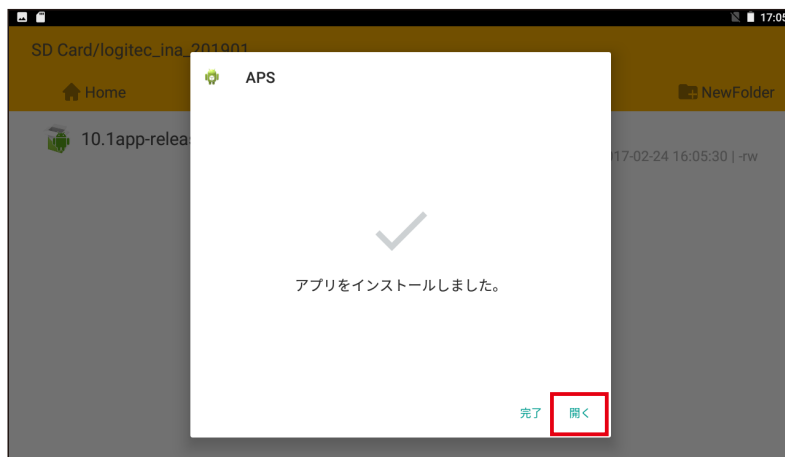 17:05
SD Card/logitec_ina_201901
Home
NewFolder
APS
10.1app-relea
17-02-24 16:05:30 | -rw
アプリをインストールしました。
完了
開く